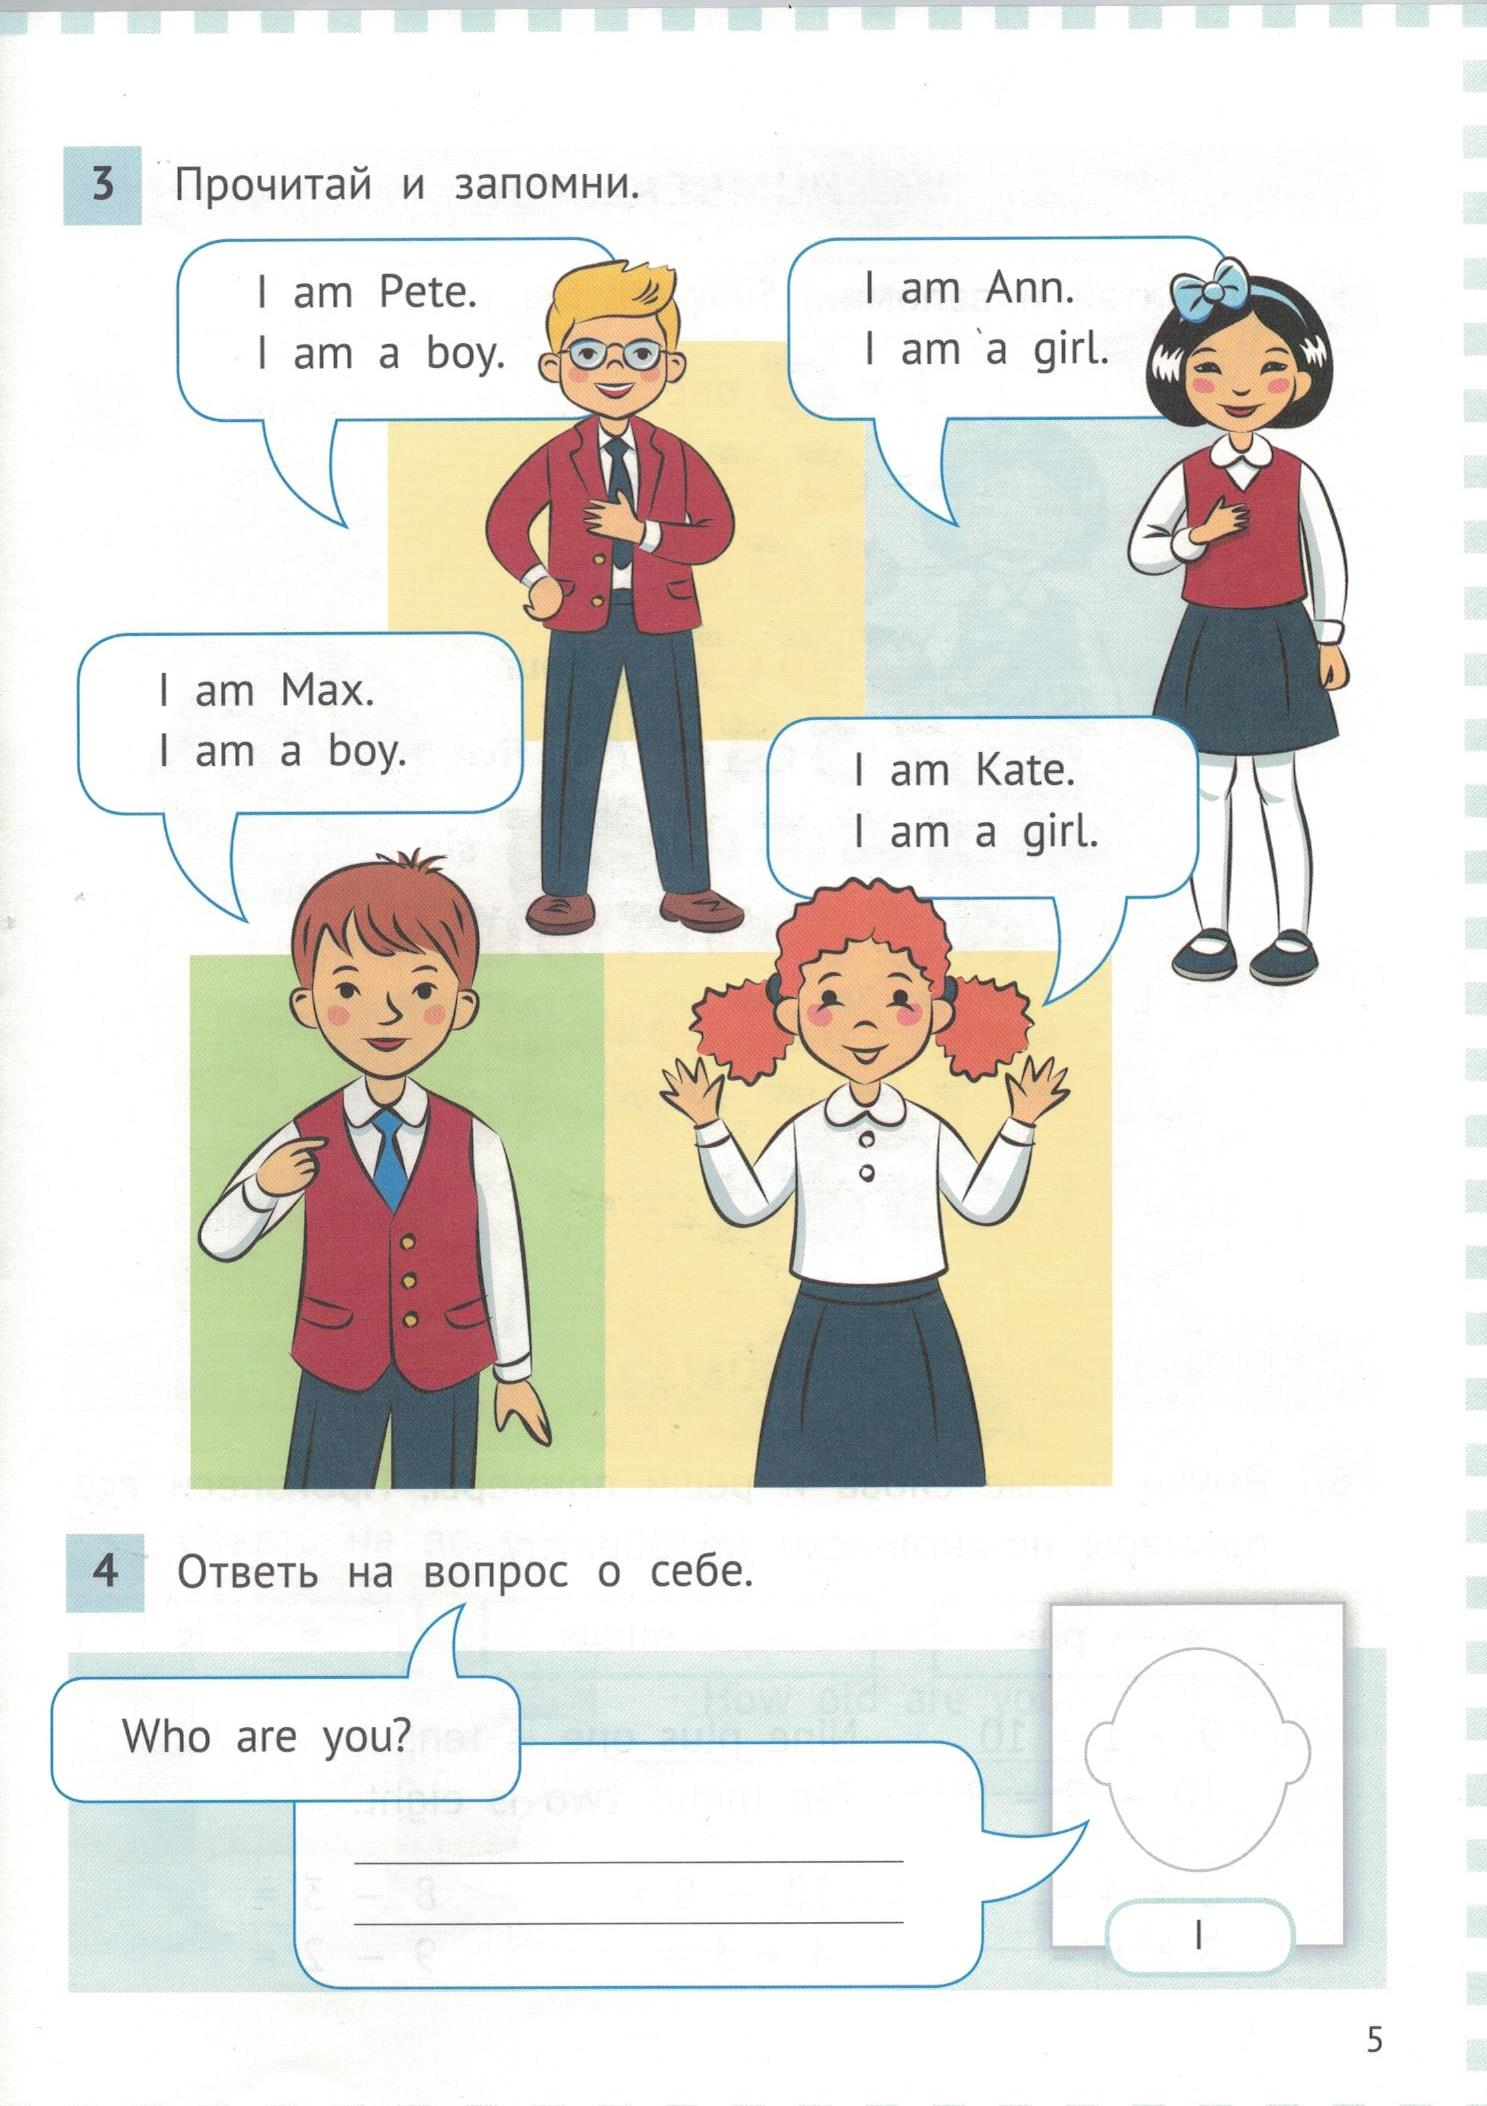 3 Прочитай и запомни.
I am Pete.
I am a boy.
I am Ann.
I am a girl.
I am Max.
I am a boy.
I am Kate.
I am a girl.
4 Ответь на вопрос о себе.
Who are you?
I
5